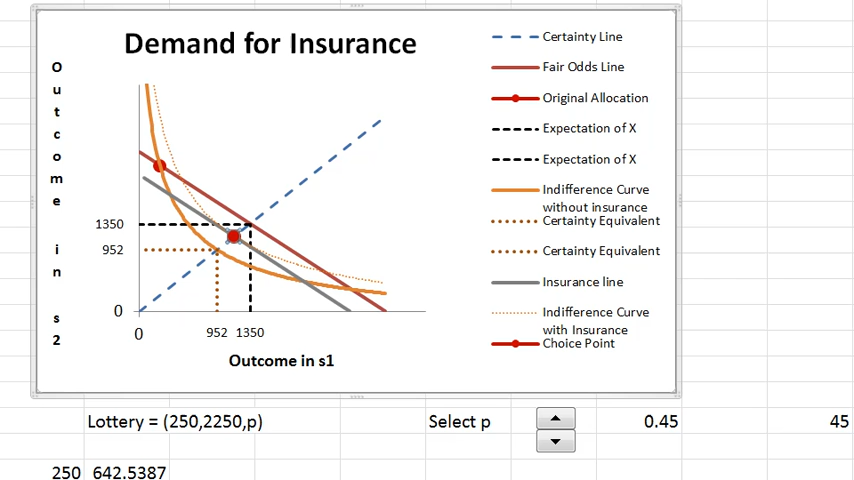 Demand for Insurance
Outcome in s2
1350
952
0
0
952
1350
Outcome in s1
Certainty Line
Fair Odds Line
Original Allocation
Expectation of X
Expectation of X
Indifference Curve
without insurance
Certainty Equivalent
Certainty Equivalent
Insurance line
Indifference Curve
with Insurance
Choice Point
Lottery = (250,2250,p)
Select p
0.45
45
250
642.5387